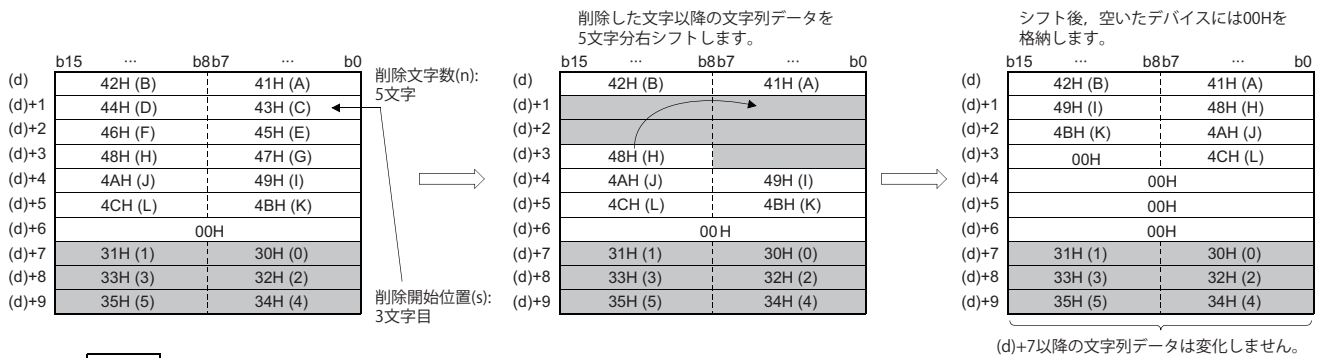 削除した文字以降の文字列データを
5文字分右シフトします。
シフト後，空いたデバイスには00Hを
格納します。
b15 … b8 b7 … b0
(d) 42H (B) 41H (A)
(d)+1 44H (D) 43H (C)
(d)+2 46H (F) 45H (E)
(d)+3 48H (H) 47H (G)
(d)+4 4AH (J) 49H (I)
(d)+5 4CH (L) 4BH (K)
(d)+6 00H
(d)+7 31H (1) 30H (0)
(d)+8 33H (3) 32H (2)
(d)+9 35H (5) 34H (4)
削除文字数(n):
5文字
削除開始位置(s):
3文字目
b15 … b8 b7 … b0
(d) 42H (B) 41H (A)
(d)+1
(d)+2
(d)+3 48H (H)
(d)+4 4AH (J) 49H (I)
(d)+5 4CH (L) 4BH (K)
(d)+6 00H
(d)+7 31H (1) 30H (0)
(d)+8 33H (3) 32H (2)
(d)+9 35H (5) 34H (4)
b15 … b8 b7 … b0
(d) 42H (B) 41H (A)
(d)+1 49H (I) 48H (H)
(d)+2 4BH (K) 4AH (J)
(d)+3 00H 4CH (L)
(d)+4 00H
(d)+5 00H
(d)+6 00H
(d)+7 31H (1) 30H (0)
(d)+8 33H (3) 32H (2)
(d)+9 35H (5) 34H (4)
(d)+7以降の文字列データは変化しません。